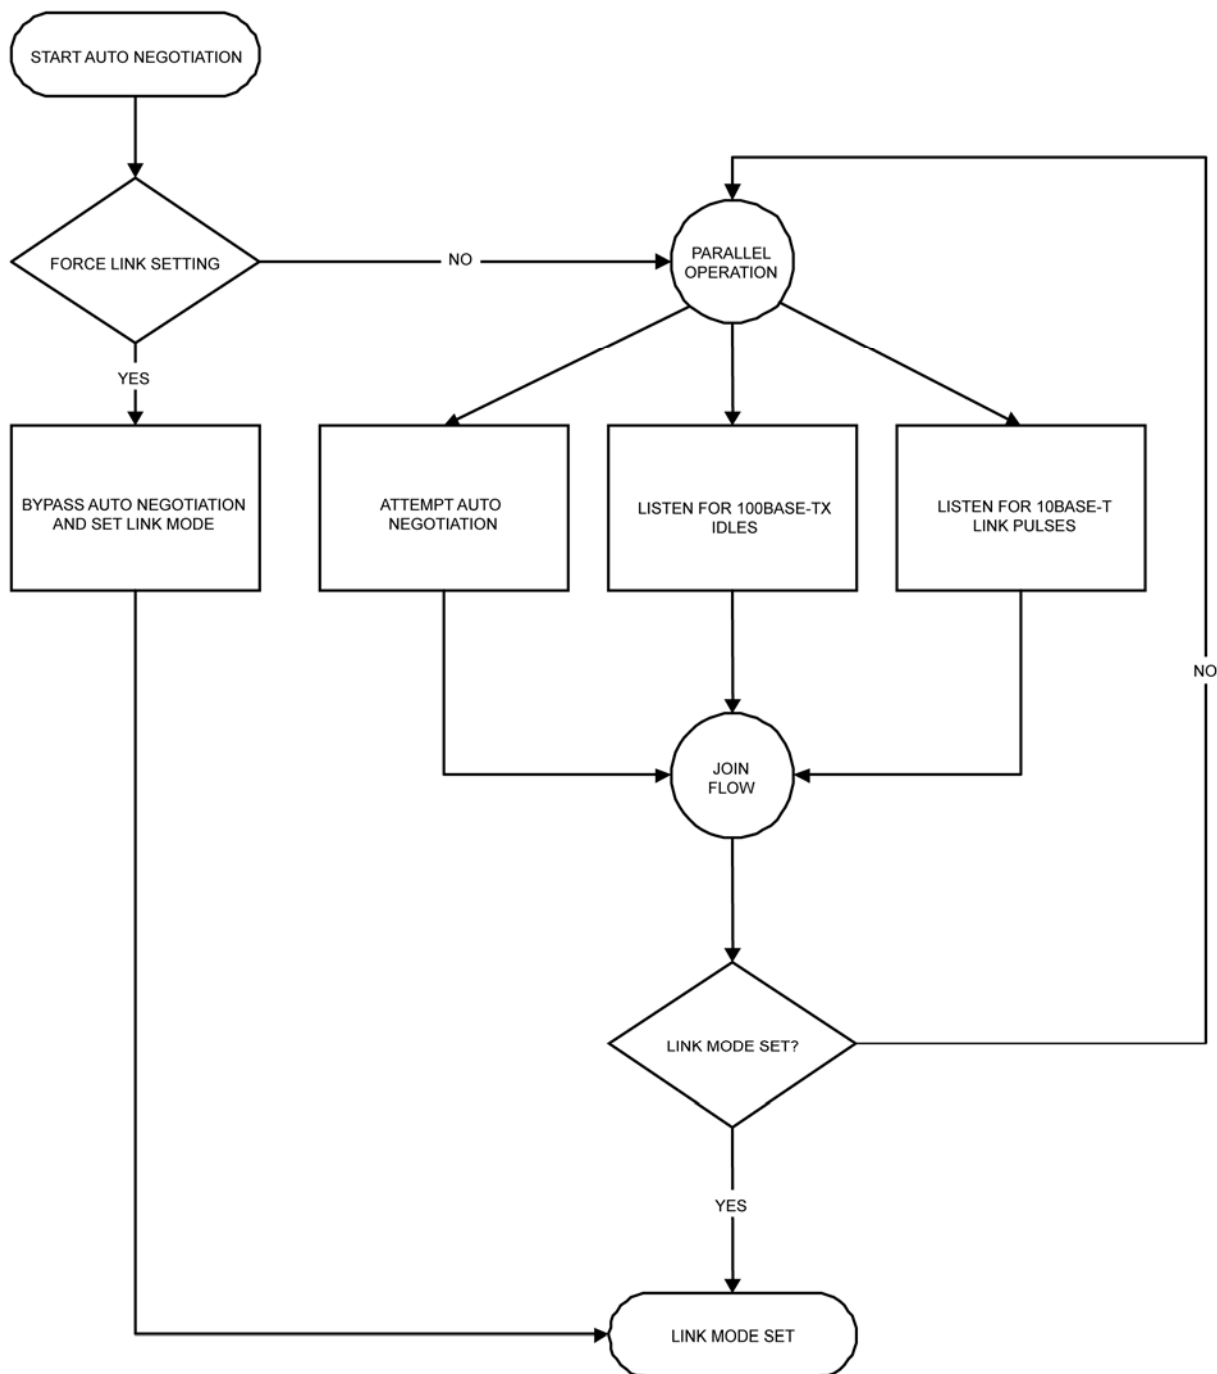 START AUTO NEGOTIATION
FORCE LINK SETTING
NO
PARALLEL
OPERATION
YES
BYPASS AUTO NEGOTIATION
AND SET LINK MODE
ATTEMPT AUTO
NEGOTIATION
LISTEN FOR 100BASE-TX
IDLES
LISTEN FOR 10BASE-T
LINK PULSES
NO
JOIN
FLOW
LINK MODE SET?
YES
LINK MODE SET